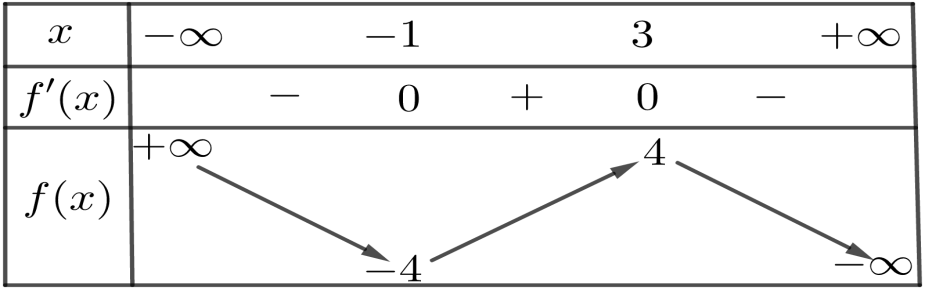 x −∞ −1 3 +∞
f′(x) − 0 + 0 −
+∞ 4
f(x)
−4 −∞